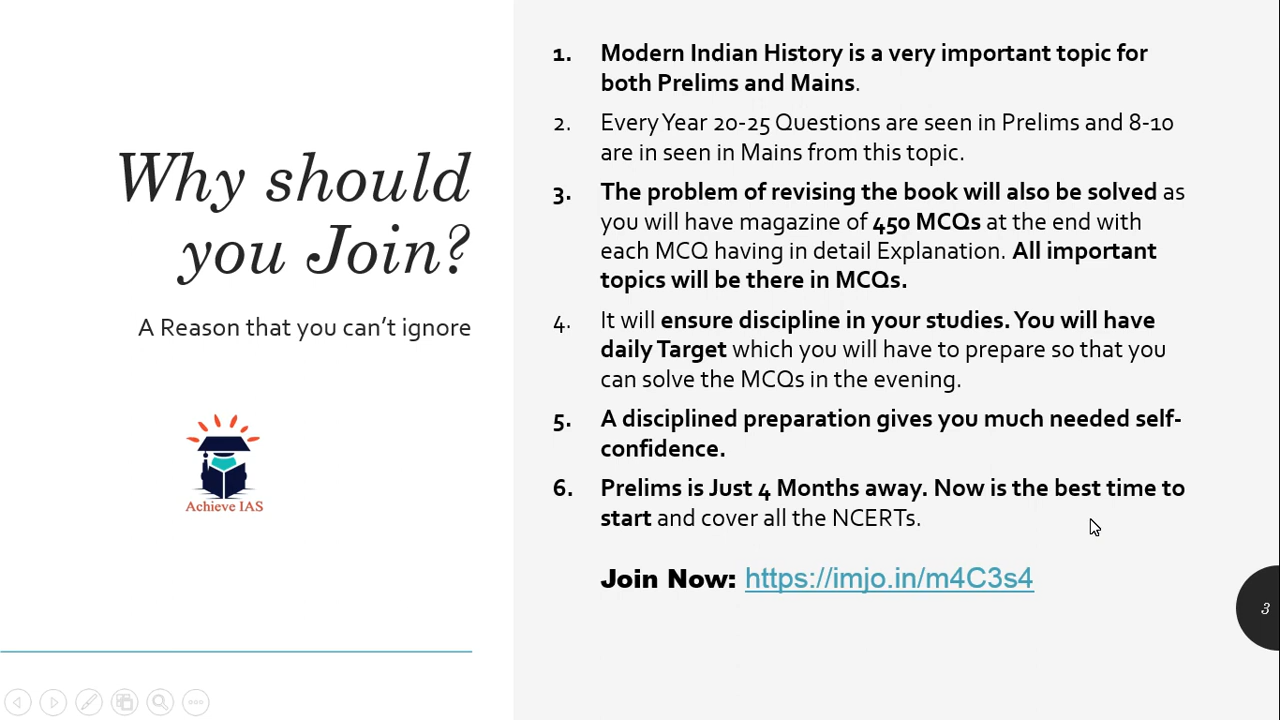 Why should
you Join?
A Reason that you can't ignore
Achieve IAS
1. Modern Indian History is a very important topic for
both Prelims and Mains.
2. Every Year 20-25 Questions are seen in Prelims and 8-10
are in seen in Mains from this topic.
3. The problem of revising the book will also be solved as
you will have magazine of 450 MCQs at the end with
each MCQ having in detail Explanation. All important
topics will be there in MCQs.
4. It will ensure discipline in your studies. You will have
daily Target which you will have to prepare so that you
can solve the MCQs in the evening.
5. A disciplined preparation gives you much needed self-
confidence.
6. Prelims is Just 4 Months away. Now is the best time to
start and cover all the NCERTs.
Join Now: https://imjo.in/m4C3s4
3